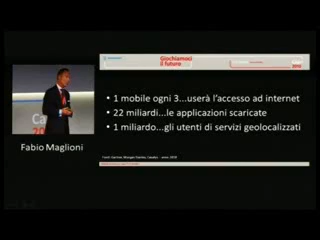 Giochiamoci
il futuro
• 1 mobile ogni 3...userà l'accesso ad internet
• 22 miliardi...le applicazioni scaricate
• 1 miliardo...gli utenti di servizi geolocalizzati
Fabio Maglioni